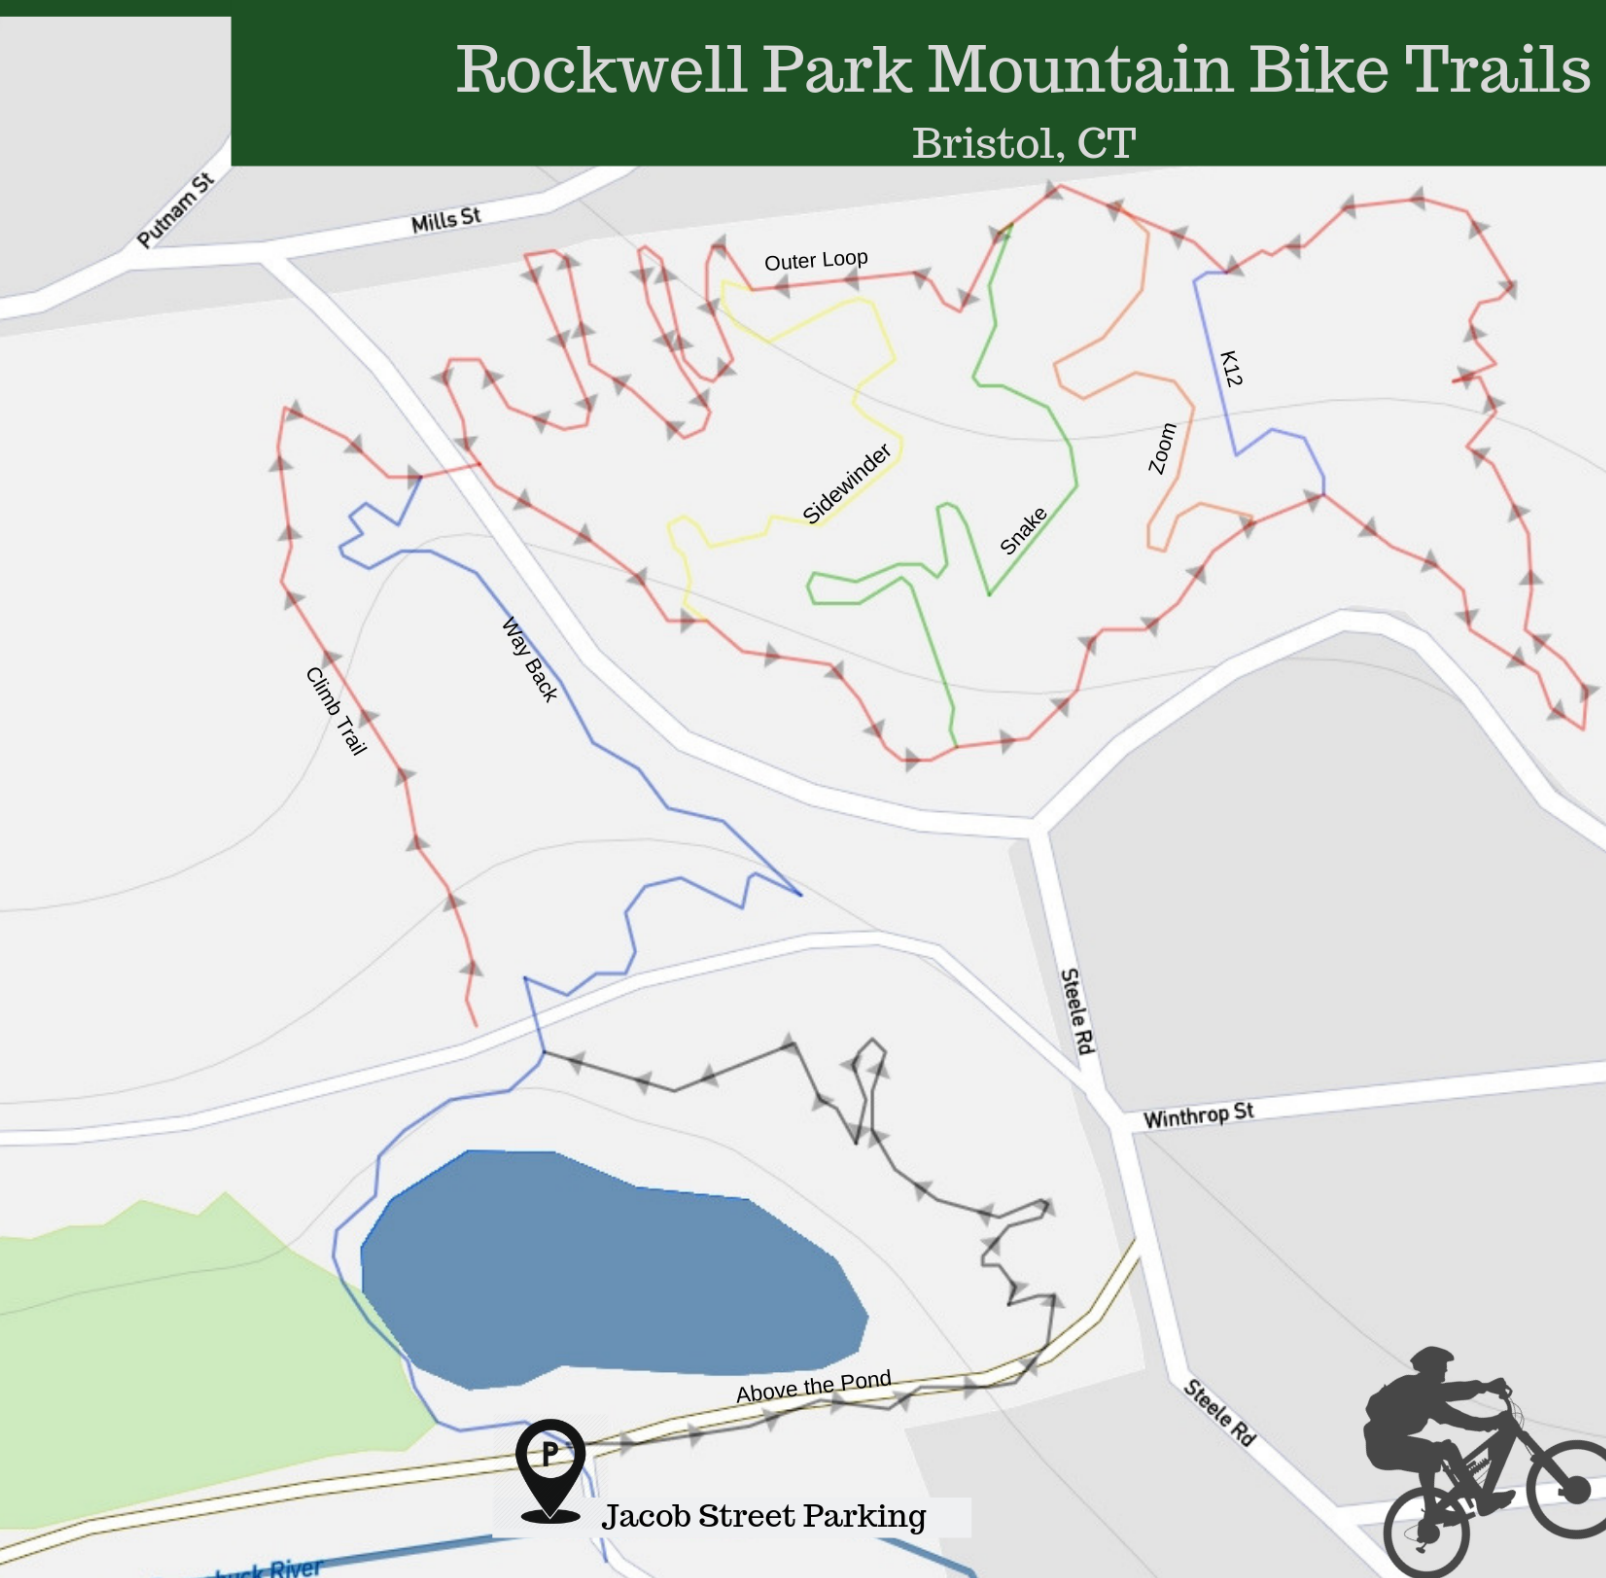 Rockwell Park Mountain Bike Trails
Bristol, CT
Putnam St
Mills St
Outer Loop
K12
Zoom
Sidewinder
Snake
Way Back
Climb Trail
Steele Rd
Winthrop St
Above the Pond
Steele Rd
P
Jacob Street Parking
River